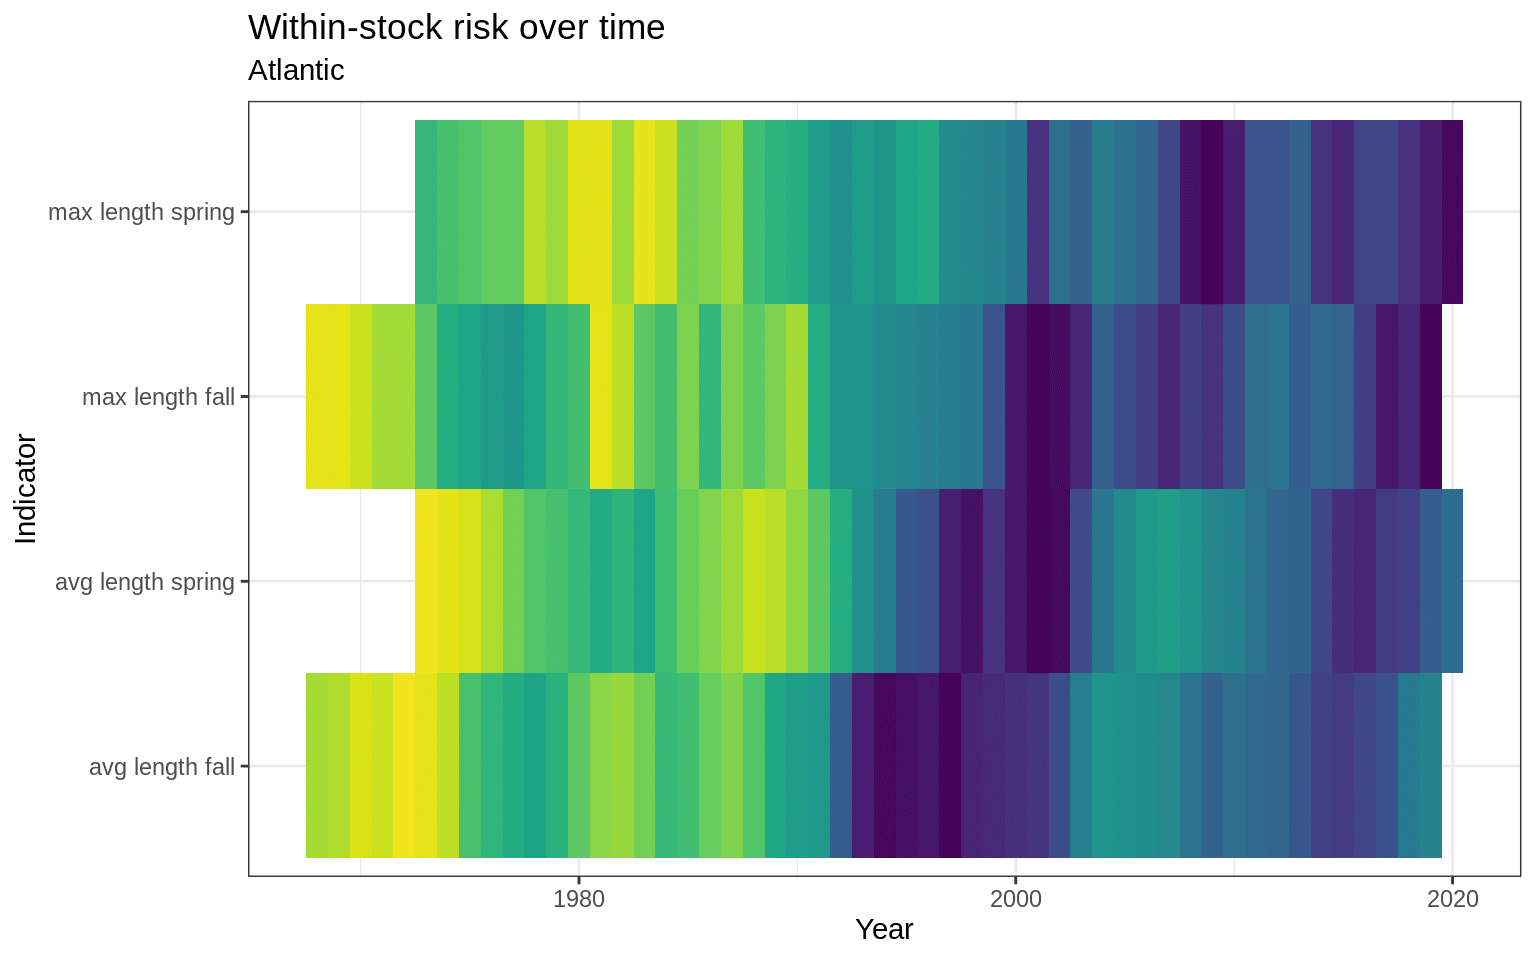 Within-stock risk over time
Atlantic
max length spring
max length fall
avg length spring
avg length fall
Indicator
1980
2000
2020
Year